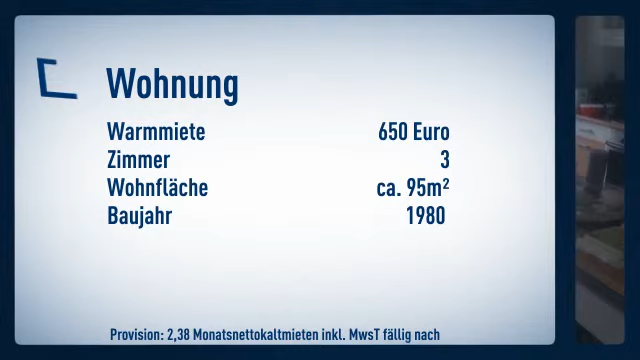 Wohnung
Warmmiete 650 Euro
Zimmer 3
Wohnfläche ca. 95m²
Baujahr 1980
Provision: 2,38 Monatsnettokaltmieten inkl. MwsT fällig nach